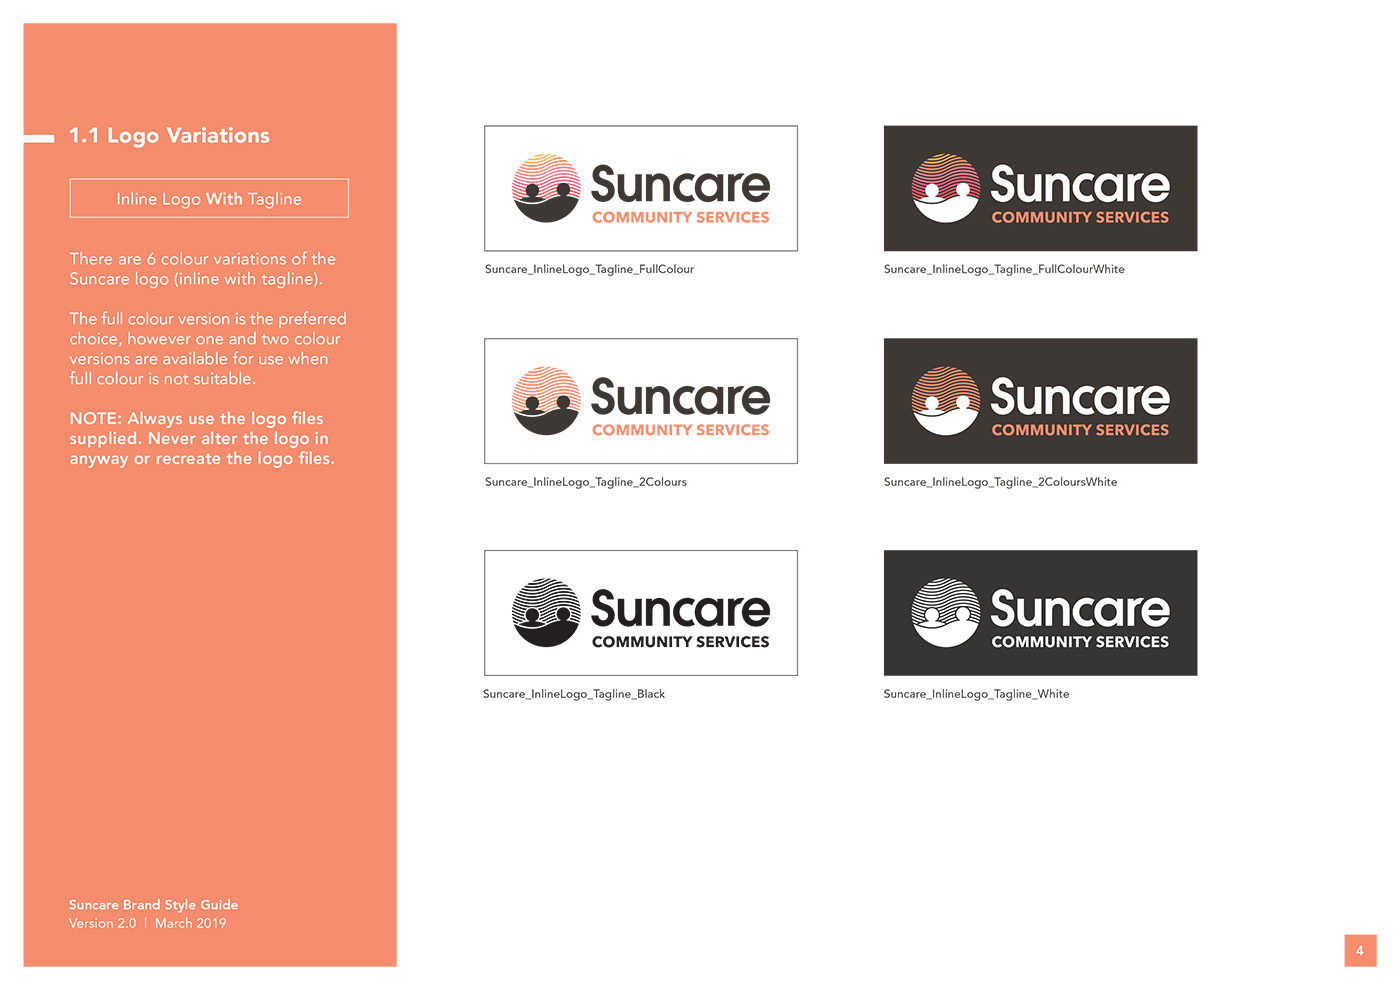 1.1 Logo Variations
Inline Logo With Tagline
There are 6 colour variations of the
Suncare logo (inline with tagline).
The full colour version is the preferred
choice, however one and two colour
versions are available for use when
full colour is not suitable.
NOTE: Always use the logo files
supplied. Never alter the logo in
anyway or recreate the logo files.
Suncare Brand Style Guide
Version 2.0 | March 2019
Suncare
COMMUNITY SERVICES
Suncare_InlineLogo_Tagline_FullColour
Suncare
COMMUNITY SERVICES
Suncare_InlineLogo_Tagline_FullColourWhite
Suncare
COMMUNITY SERVICES
Suncare_InlineLogo_Tagline_2Colours
Suncare
COMMUNITY SERVICES
Suncare_InlineLogo_Tagline_2ColoursWhite
Suncare
COMMUNITY SERVICES
Suncare_InlineLogo_Tagline_Black
Suncare
COMMUNITY SERVICES
Suncare_InlineLogo_Tagline_White
4